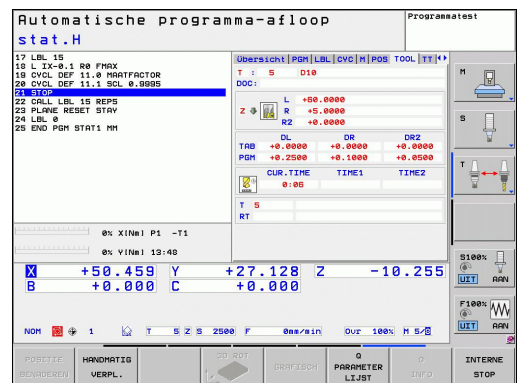 Automatische programma-afloop
Programmatest
stat.H
17 LBL 15
18 L IX-0.1 R0 FMAX
19 CYCL DEF 11.0 MAATFACTOR
20 CYCL DEF 11.1 SCL 0.9995
21 STOP
22 CALL LBL 15 REP5
23 PLANE RESET STAY
24 LBL 0
25 END PGM STAT1 MM
Übersicht PGM LBL CYC M POS TOOL TT
T : 5 D10
DOC:
Z
L +60.0000
R +5.0000
R2 +0.0000
DL DR DR2
TAB +0.0000 +0.0000 +0.0000
PGM +0.2500 +0.1000 +0.0500
CUR.TIME TIME1 TIME2
0:06
T 5
RT
0% X[Nm] P1 -T1
0% Y[Nm] 13:48
X +50.459 Y +27.128 Z -10.255
B +0.000 C +0.000
NOM 1 T 5 Z S 2500 F 0mm/min Ovr 100% M 5/8
M
S
T
S100%
UIT AAN
F100%
UIT AAN
POSITIE BENADEREN
HANDMATIG VERPL.
3D ROT
GRAFISCH
Q PARAMETER LIJST
INFO
INTERNE STOP